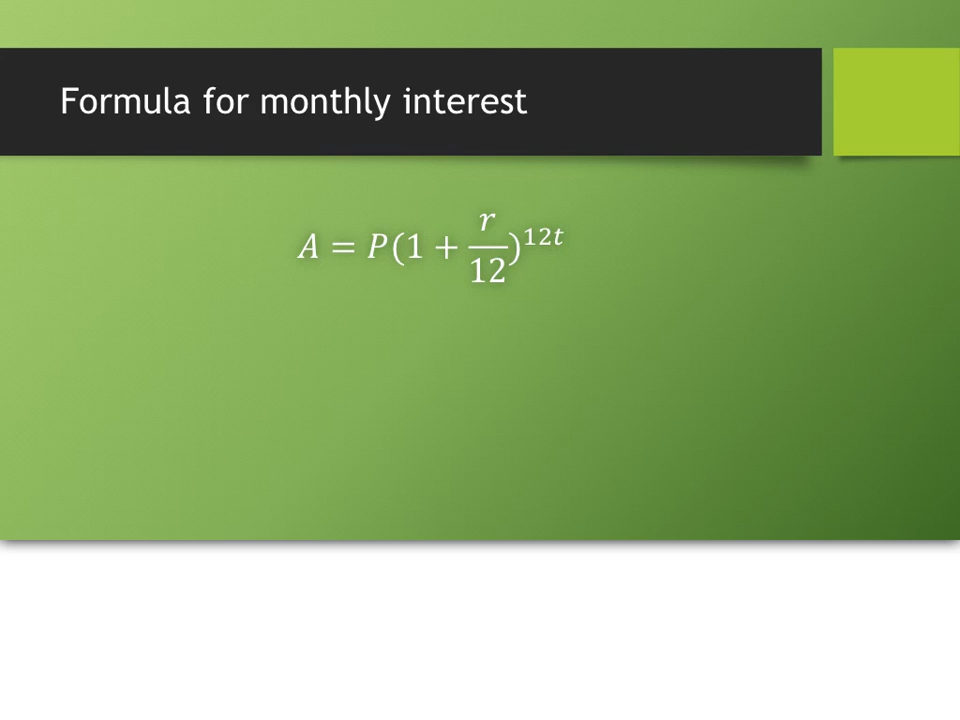 Formula for monthly interest
A = P(1 + r/12)^12t